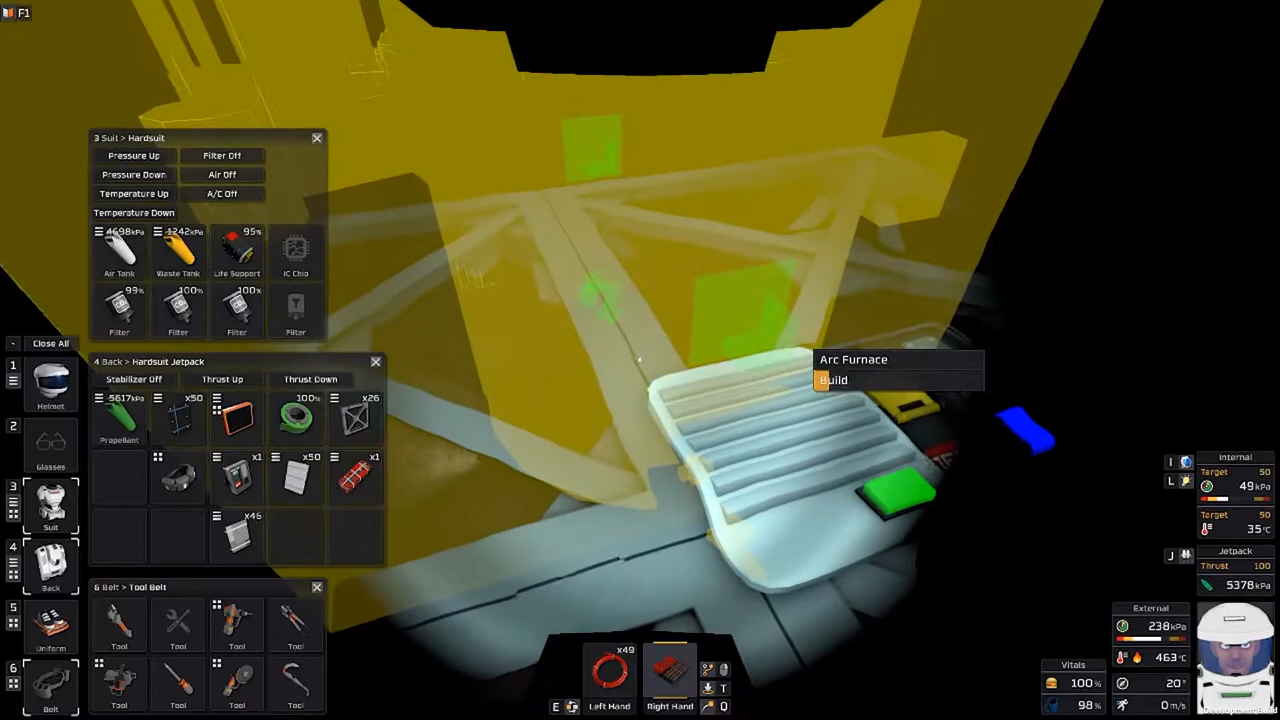 F1
3 Suit > Hardsuit
Pressure Up
Filter Off
Pressure Down
Air Off
Temperature Up
A/C Off
Temperature Down
4698kPa
1242kPa
95%
Air Tank
Waste Tank
Life Support
IC Chip
99%
100%
100%
Filter
Filter
Filter
Filter
- Close All
1
Helmet
2
Glasses
3
Suit
4
Back
5
Uniform
6
Belt
4 Back > Hardsuit Jetpack
Stabilizer Off
Thrust Up
Thrust Down
5617kPa
x50
100%
x26
Propellant
x1
x50
x1
x46
6 Belt > Tool Belt
Tool
Tool
Tool
Tool
Tool
Tool
Tool
Tool
Arc Furnace
Build
x49
E
Left Hand
Right Hand
T
Q
Internal
I
L
Target 50
49kPa
Target 50
35°C
Jetpack
J
Thrust 100
5378kPa
External
238kPa
463°C
20°
0m/s
Vitals
100%
98%